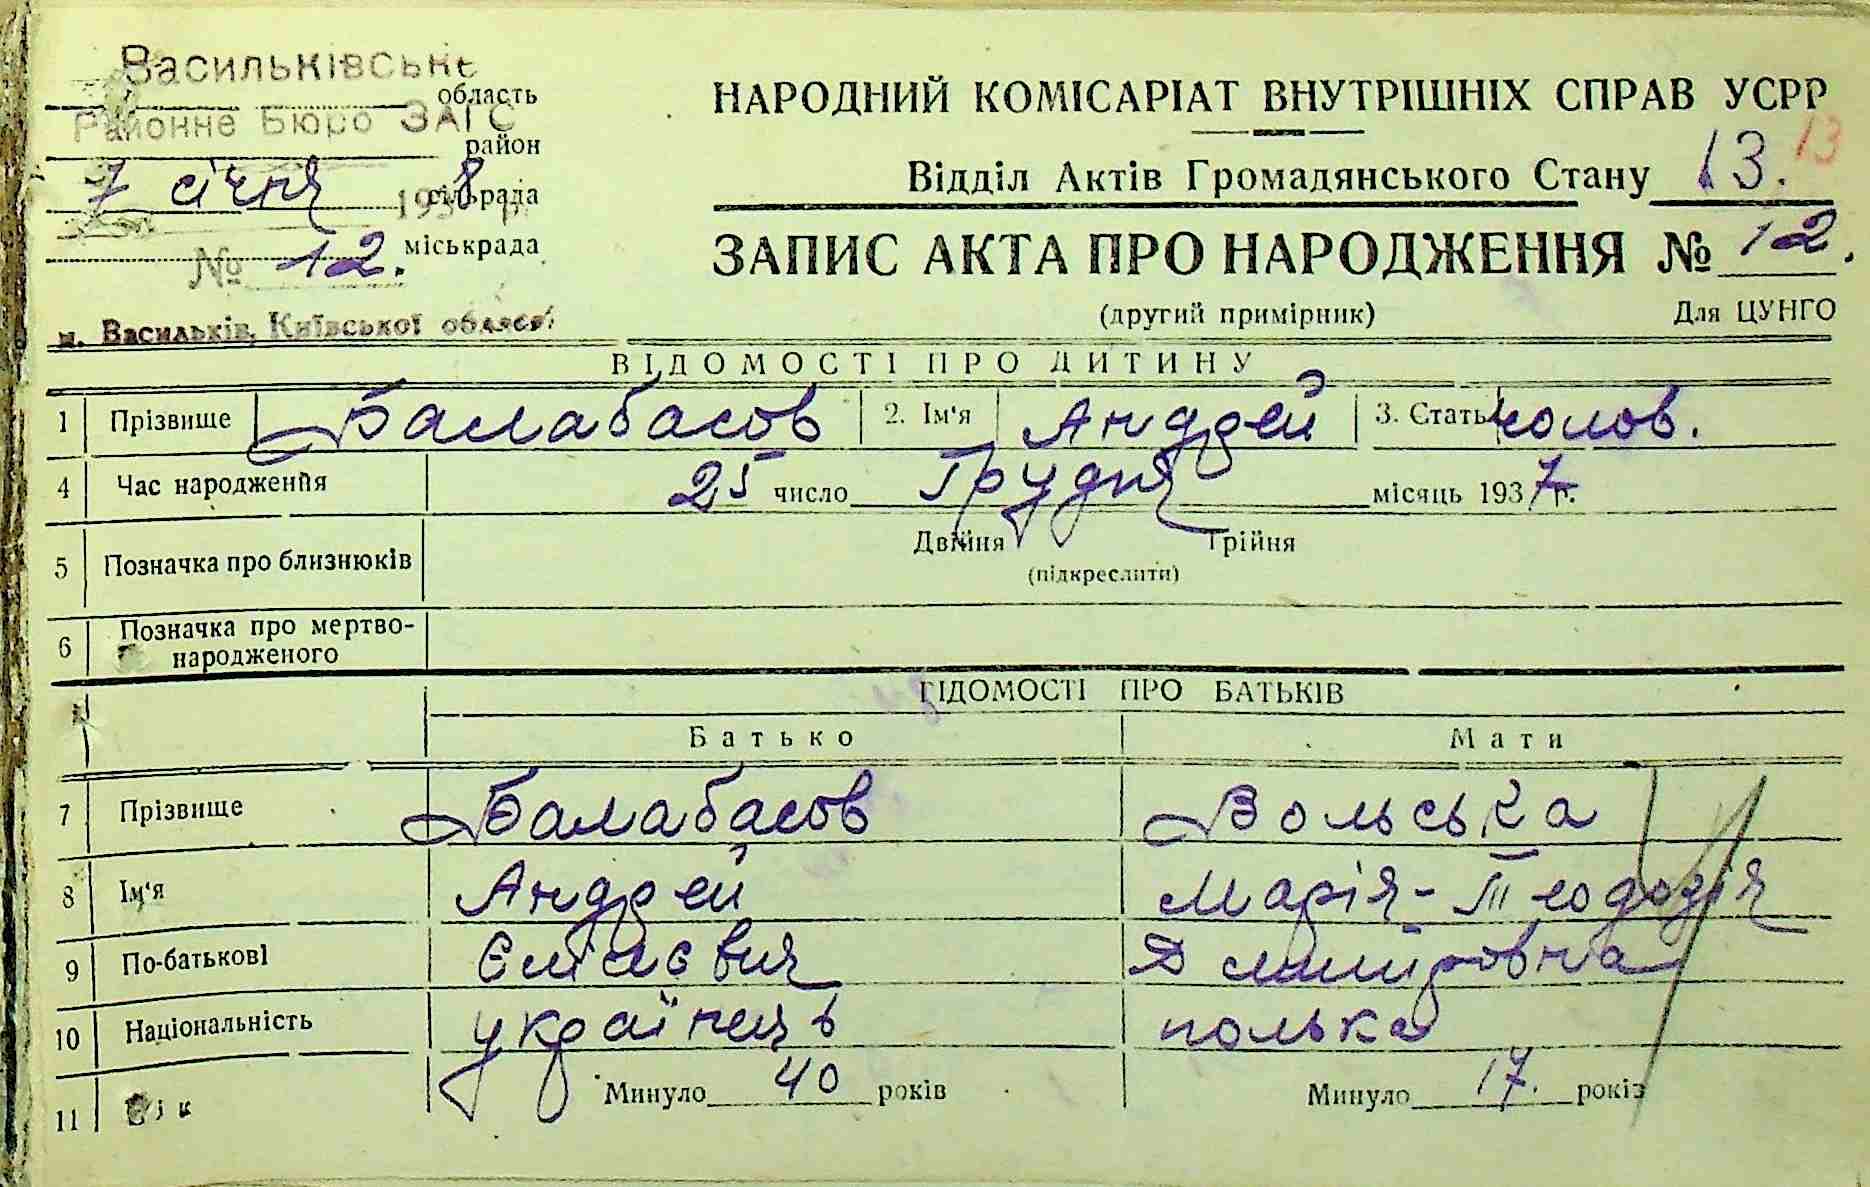 Васильківське
область
Районне Бюро ЗАГС
район
7 січня 1938 р.
сільрада
№ 12.
міськрада
м. Васильків, Київської област.
НАРОДНИЙ КОМІСАРІАТ ВНУТРІШНІХ СПРАВ УСРР
Відділ Актів Громадянського Стану 13. 13
ЗАПИС АКТА ПРО НАРОДЖЕННЯ № 12.
(другий примірник) Для ЦУНГО
ВІДОМОСТІ ПРО ДИТИНУ
1 Прізвище Балабасов 2. Ім'я Андрей 3. Стать чолов.
4 Час народження 25 число Грудня місяць 1937 р.
5 Позначка про близнюків Двійня Трійня
(підкреслити)
6 Позначка про мертво-
народженого
ВІДОМОСТІ ПРО БАТЬКІВ
Батько Мати
7 Прізвище Балабасов Вольська
8 Ім'я Андрей Марія-Теодозія
9 По-батькові Дмитровна
10 Національність українець полька
11 Вік Минуло 40 років Минуло 17. років